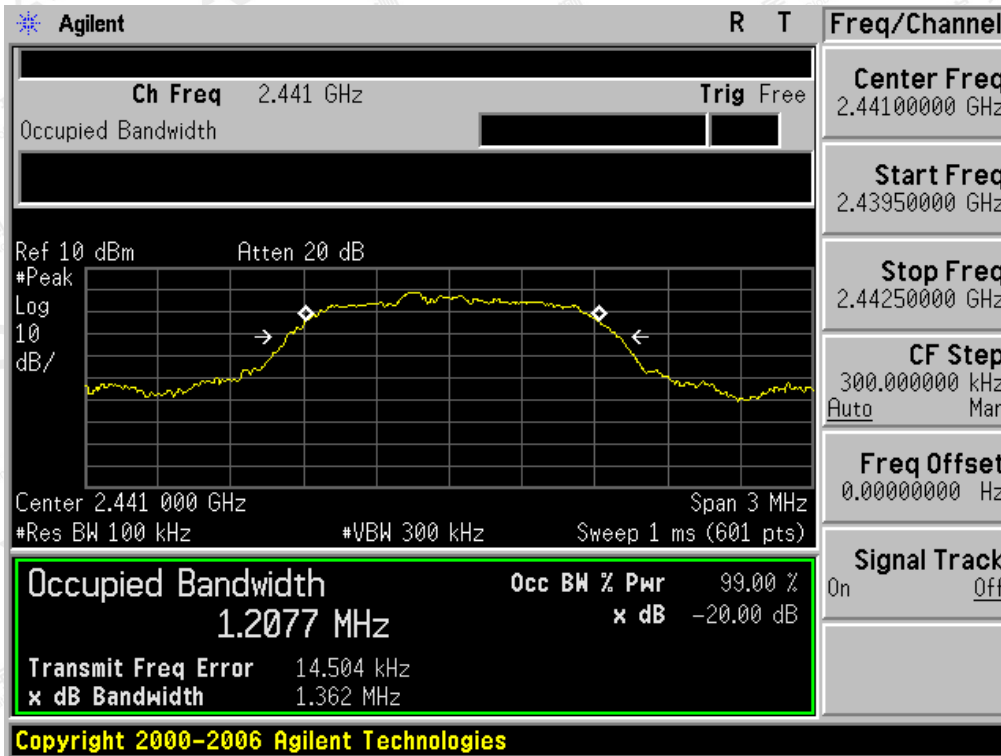 Agilent R T Freq/Channel
Ch Freq 2.441 GHz Trig Free
Occupied Bandwidth
Center Freq
2.44100000 GHz
Start Freq
2.43950000 GHz
Stop Freq
2.44250000 GHz
CF Step
300.000000 kHz
Auto Man
Freq Offset
0.00000000 Hz
Signal Track
On Off
Ref 10 dBm Atten 20 dB
#Peak
Log
10
dB/
Center 2.441 000 GHz Span 3 MHz
#Res BW 100 kHz #VBW 300 kHz Sweep 1 ms (601 pts)
Occupied Bandwidth Occ BW % Pwr 99.00 %
1.2077 MHz x dB -20.00 dB
Transmit Freq Error 14.504 kHz
x dB Bandwidth 1.362 MHz
Copyright 2000-2006 Agilent Technologies